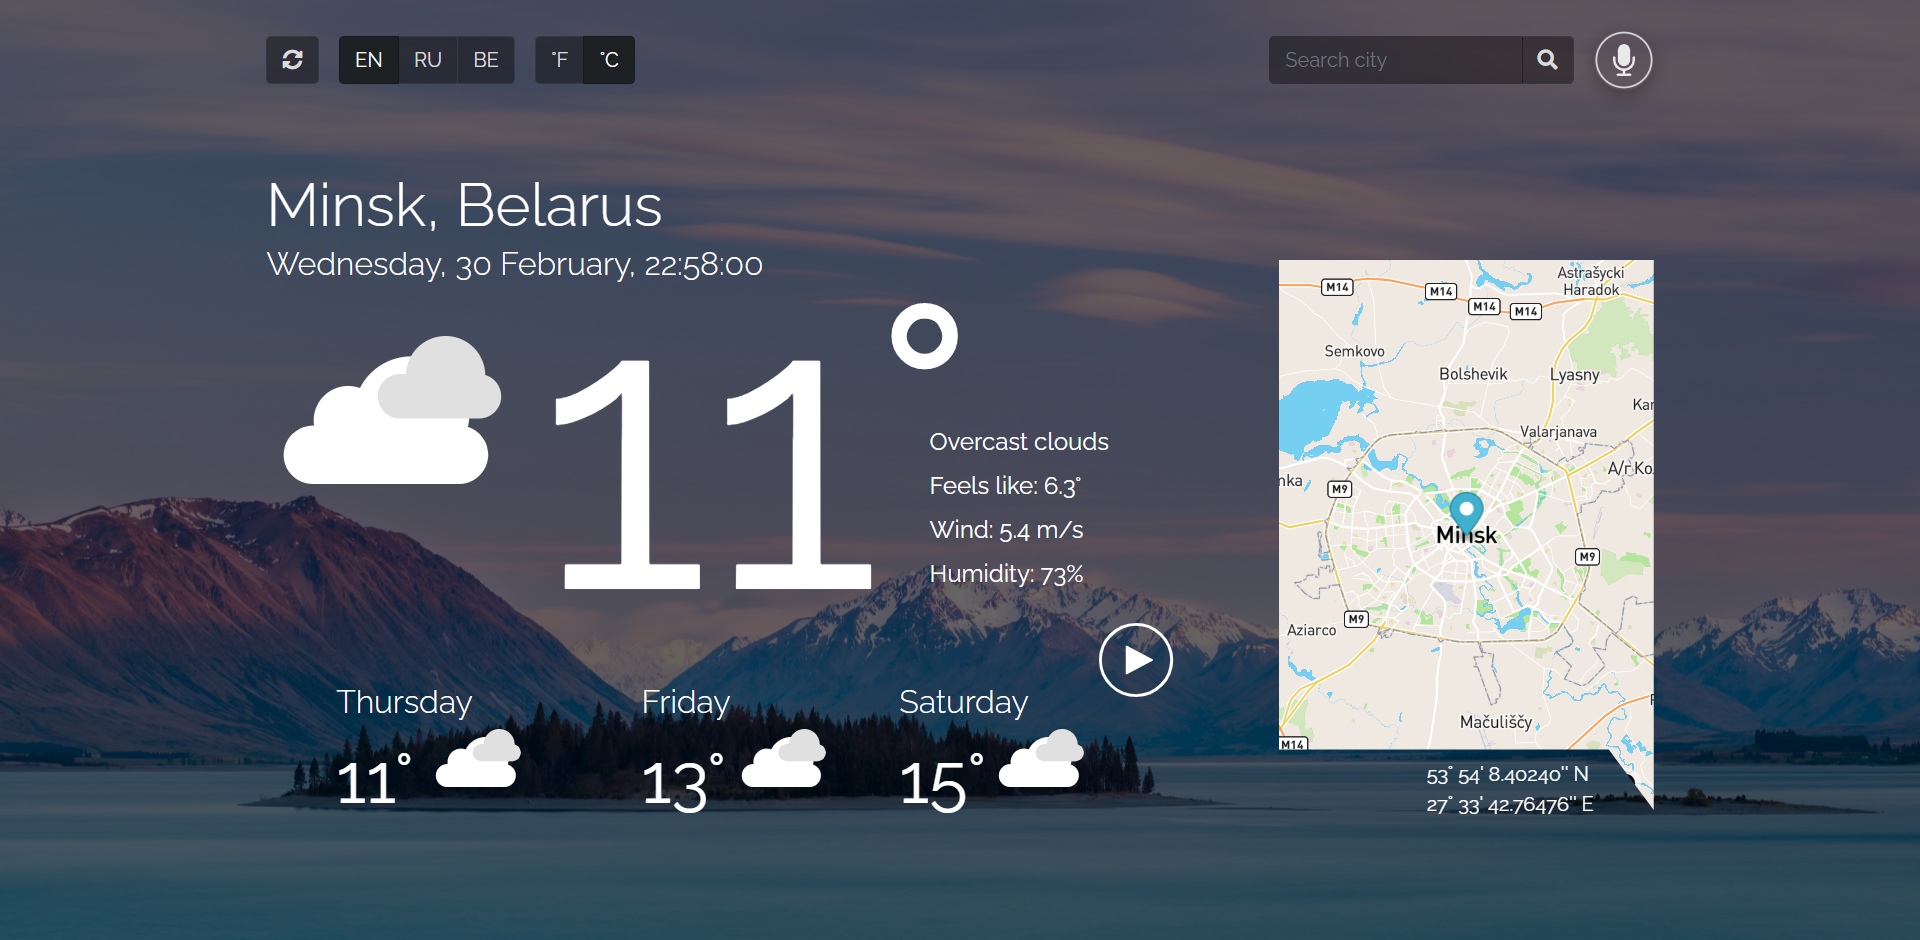 EN RU BE °F °C Search city
Minsk, Belarus
Wednesday, 30 February, 22:58:00
11°
Overcast clouds
Feels like: 6.3°
Wind: 5.4 m/s
Humidity: 73%
Thursday
11°
Friday
13°
Saturday
15°
M14
M14
M14
M14
Astrašycki
Haradok
Semkovo
Bolshevik
Lyasny
Kar
Valarjanava
A/r Ko
nka
M9
Minsk
M9
M9
Aziarco
Mačuliščy
M14
53° 54' 8.40240'' N
27° 33' 42.76476'' E